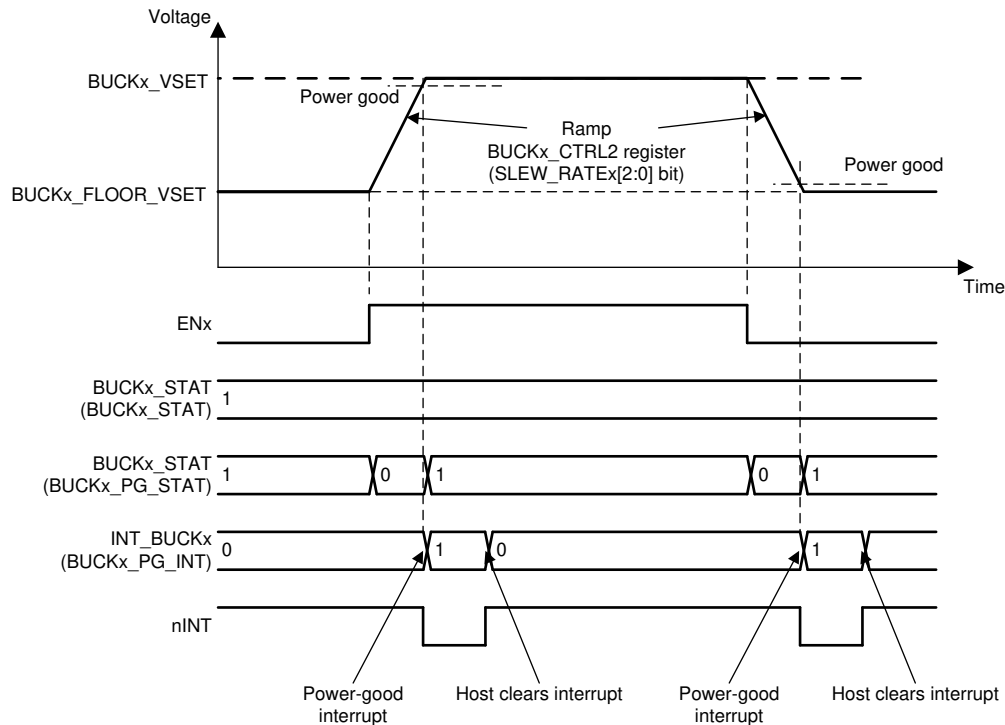 Voltage
BUCKx_VSET
Power good
Ramp
BUCKx_CTRL2 register
(SLEW_RATEx[2:0] bit)
Power good
BUCKx_FLOOR_VSET
Time
ENx
BUCKx_STAT
(BUCKx_STAT)
1
BUCKx_STAT
(BUCKx_PG_STAT)
1 0 1 0 1
INT_BUCKx
(BUCKx_PG_INT)
0 1 0 1
nINT
Power-good
interrupt
Host clears interrupt
Power-good
interrupt
Host clears interrupt